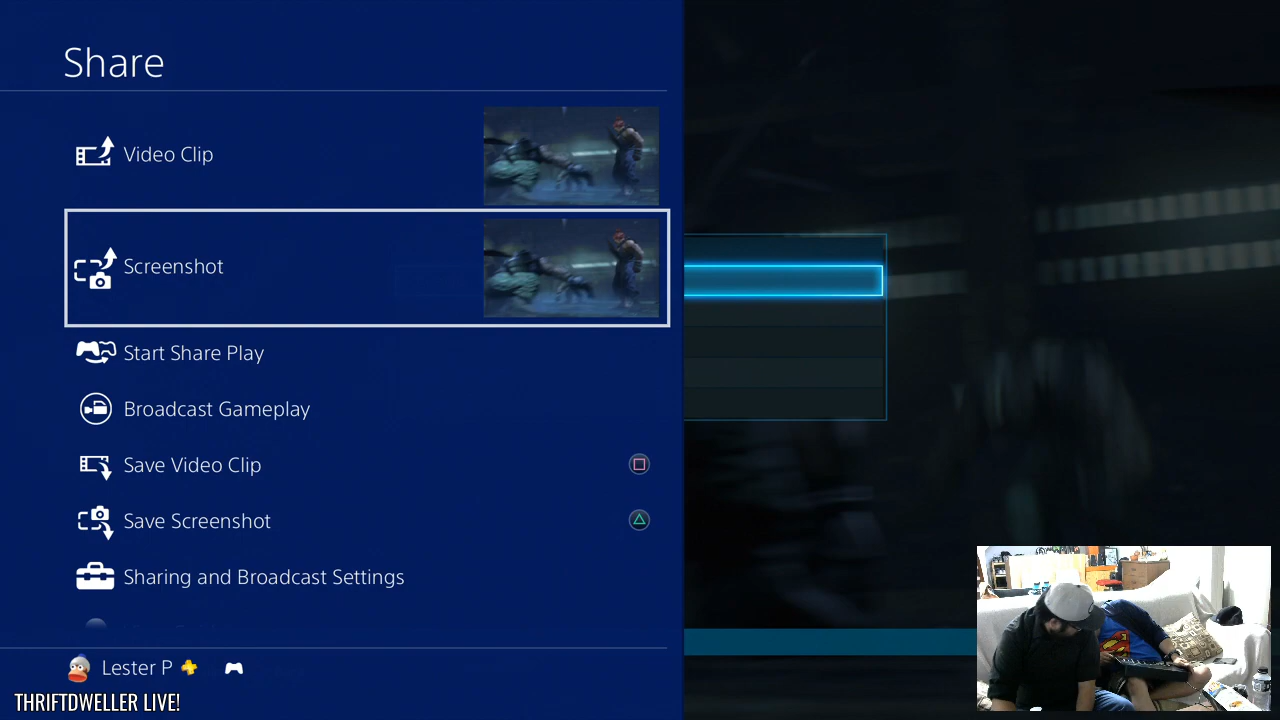 Share
Video Clip
Screenshot
Start Share Play
Broadcast Gameplay
Save Video Clip
Save Screenshot
Sharing and Broadcast Settings
Lester P
THRIFTDWELLER LIVE!